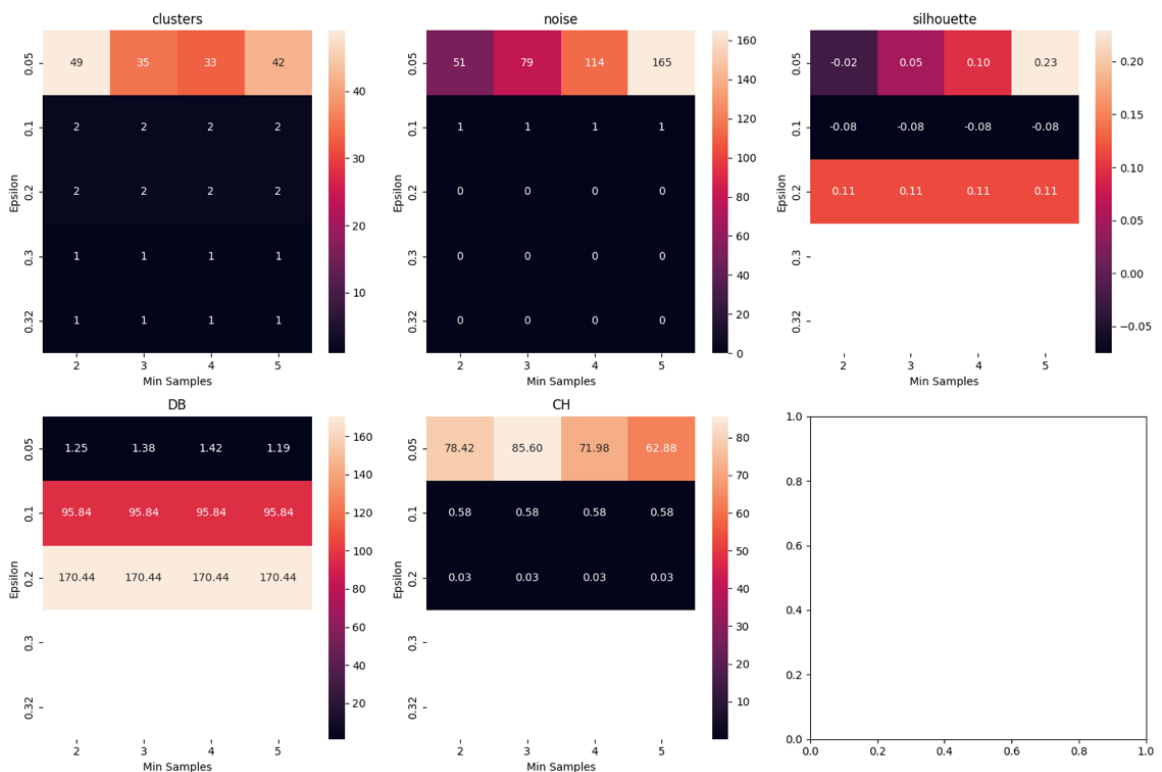 clusters
0.05 49 35 33 42
0.1 2 2 2 2
0.2 2 2 2 2
0.3 1 1 1 1
0.32 1 1 1 1
Epsilon
2 3 4 5
Min Samples
40
30
20
10
noise
0.05 51 79 114 165
0.1 1 1 1 1
0.2 0 0 0 0
0.3 0 0 0 0
0.32 0 0 0 0
Epsilon
2 3 4 5
Min Samples
160
140
120
100
80
60
40
20
0
silhouette
0.05 -0.02 0.05 0.10 0.23
0.1 -0.08 -0.08 -0.08 -0.08
0.2 0.11 0.11 0.11 0.11
0.3
0.32
Epsilon
2 3 4 5
Min Samples
0.20
0.15
0.10
0.05
0.00
−0.05
DB
0.05 1.25 1.38 1.42 1.19
0.1 95.84 95.84 95.84 95.84
0.2 170.44 170.44 170.44 170.44
0.3
0.32
Epsilon
2 3 4 5
Min Samples
160
140
120
100
80
60
40
20
CH
0.05 78.42 85.60 71.98 62.88
0.1 0.58 0.58 0.58 0.58
0.2 0.03 0.03 0.03 0.03
0.3
0.32
Epsilon
2 3 4 5
Min Samples
80
70
60
50
40
30
20
10
1.0
0.8
0.6
0.4
0.2
0.0
0.0 0.2 0.4 0.6 0.8 1.0